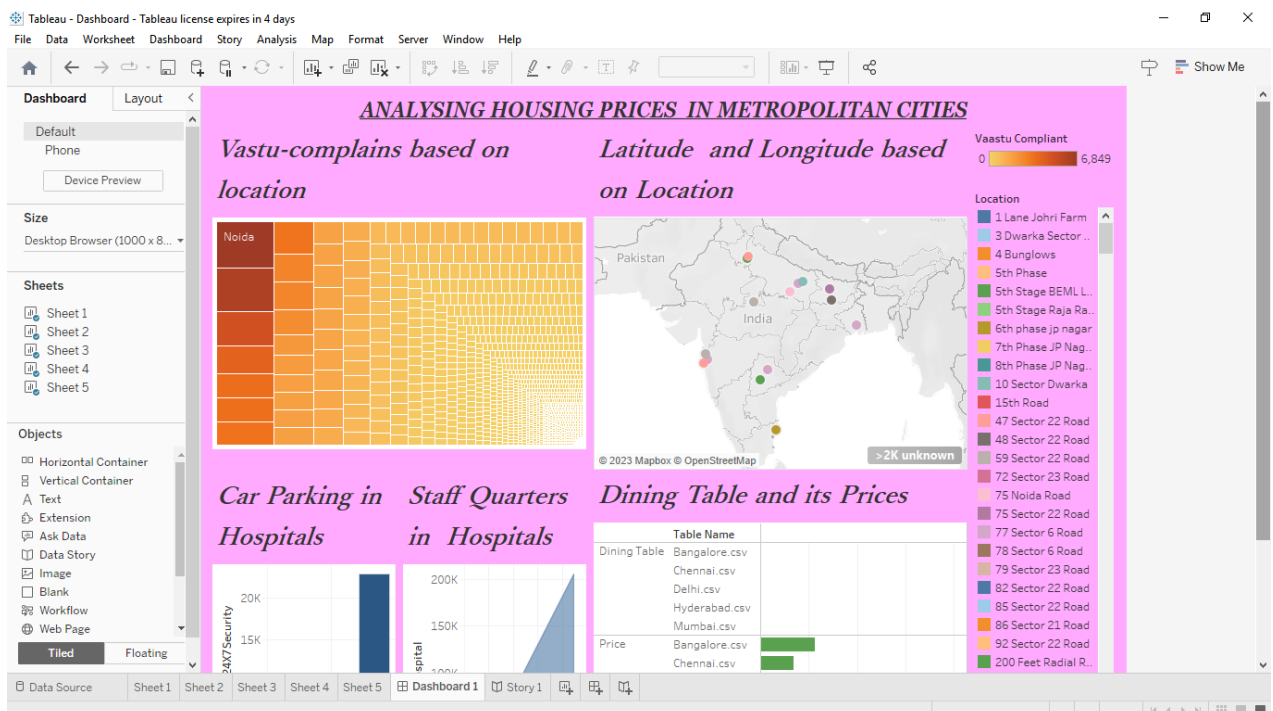 Tableau - Dashboard - Tableau license expires in 4 days
File Data Worksheet Dashboard Story Analysis Map Format Server Window Help
Show Me
Dashboard
Layout
Default
Phone
Device Preview
Size
Desktop Browser (1000 x 8...
Sheets
Sheet 1
Sheet 2
Sheet 3
Sheet 4
Sheet 5
Objects
Horizontal Container
Vertical Container
Text
Extension
Ask Data
Data Story
Image
Blank
Workflow
Web Page
Tiled
Floating
ANALYSING HOUSING PRICES IN METROPOLITAN CITIES
Vastu-complains based on
location
Noida
Latitude and Longitude based
on Location
Pakistan
India
© 2023 Mapbox © OpenStreetMap
>2K unknown
Car Parking in
Hospitals
20K
15K
24X7Security
Staff Quarters
in Hospitals
200K
150K
100K
spital
Dining Table and its Prices
Table Name
Dining Table Bangalore.csv
Chennai.csv
Delhi.csv
Hyderabad.csv
Mumbai.csv
Price Bangalore.csv
Chennai.csv
Vaastu Compliant
0 6,849
Location
1 Lane Johri Farm
3 Dwarka Sector ..
4 Bunglows
5th Phase
5th Stage BEML L..
5th Stage Raja Ra..
6th phase jp nagar
7th Phase JP Nag..
8th Phase JP Nag..
10 Sector Dwarka
15th Road
47 Sector 22 Road
48 Sector 22 Road
59 Sector 22 Road
72 Sector 23 Road
75 Noida Road
75 Sector 22 Road
77 Sector 6 Road
78 Sector 6 Road
79 Sector 23 Road
82 Sector 22 Road
85 Sector 22 Road
86 Sector 21 Road
92 Sector 22 Road
200 Feet Radial R..
Data Source Sheet 1 Sheet 2 Sheet 3 Sheet 4 Sheet 5 Dashboard 1 Story 1